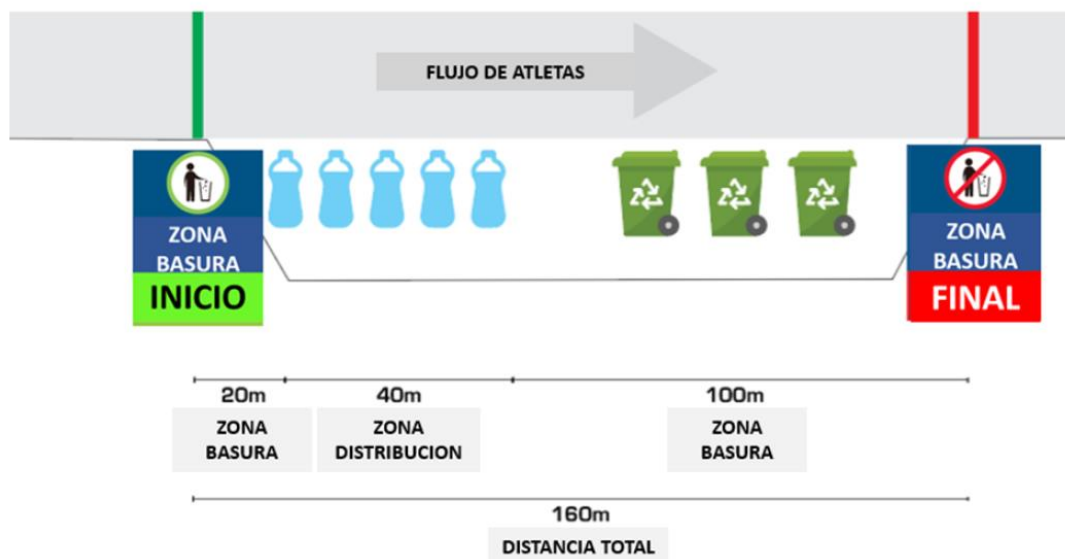 FLUJO DE ATLETAS
ZONA
BASURA
INICIO
ZONA
BASURA
FINAL
20m
ZONA
BASURA
40m
ZONA
DISTRIBUCION
100m
ZONA
BASURA
160m
DISTANCIA TOTAL